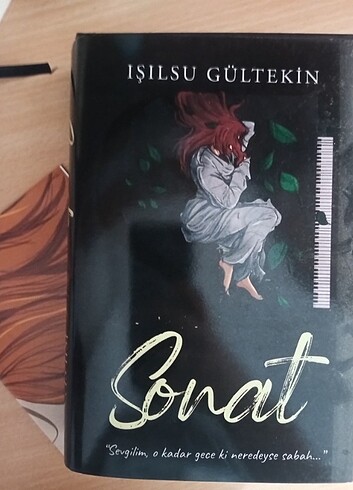 IŞILSU GÜLTEKİN
Sonat
"Sevgilim, o kadar gece ki neredeyse sabah..."